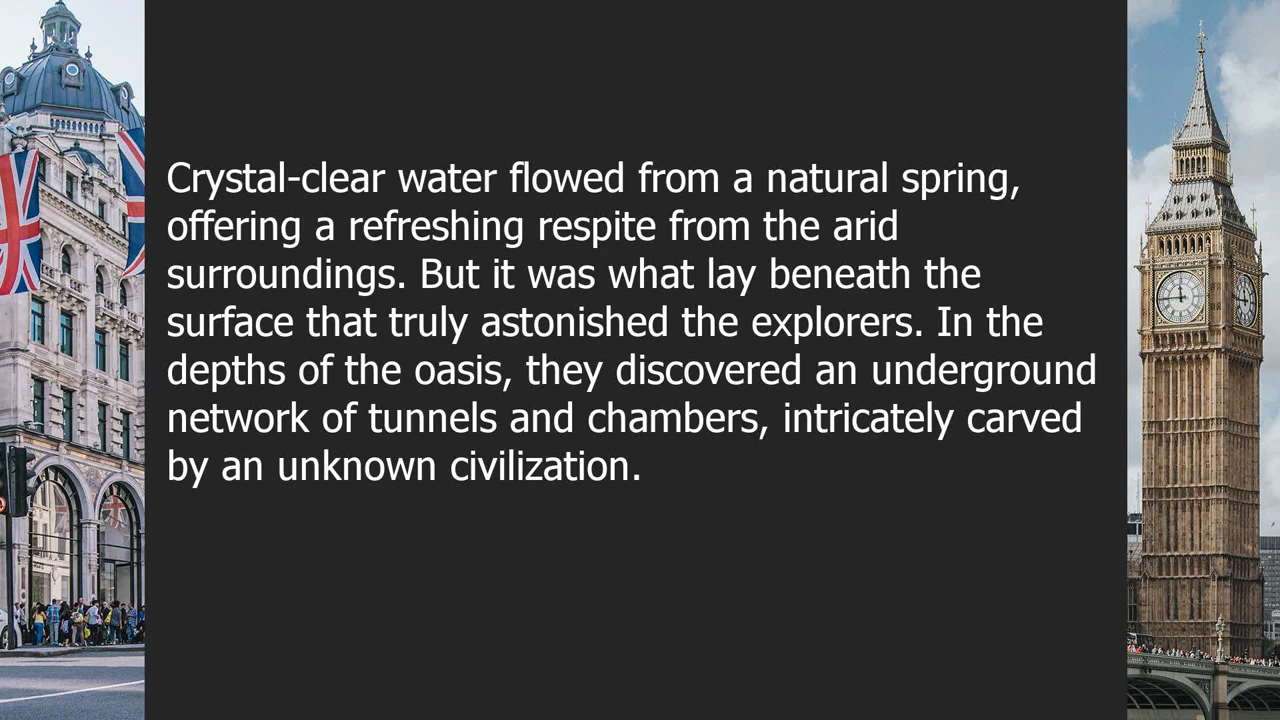 Crystal-clear water flowed from a natural spring,
offering a refreshing respite from the arid
surroundings. But it was what lay beneath the
surface that truly astonished the explorers. In the
depths of the oasis, they discovered an underground
network of tunnels and chambers, intricately carved
by an unknown civilization.